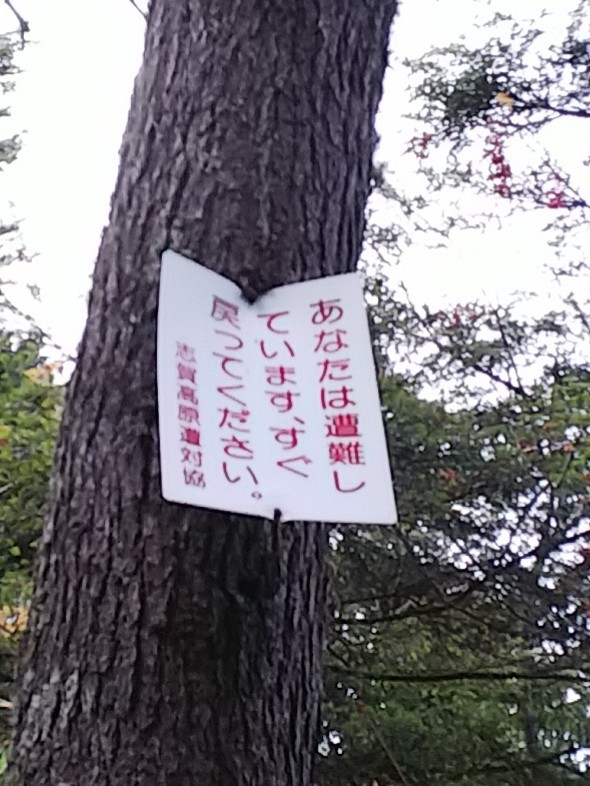 あなたは遭難し
ています、すぐ
戻ってください。
志賀高原遭対協